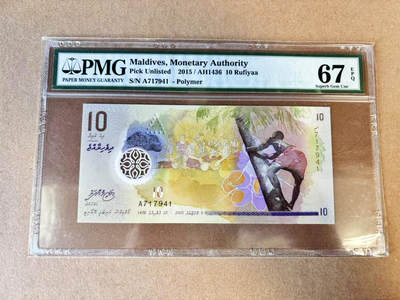 PMG
PAPER MONEY GUARANTY
Maldives, Monetary Authority
Pick Unlisted 2015 / AH1436 10 Rufiyaa
S/N A717941 - Polymer
67 EPQ
Superb Gem Unc
10
717941
A717941
10